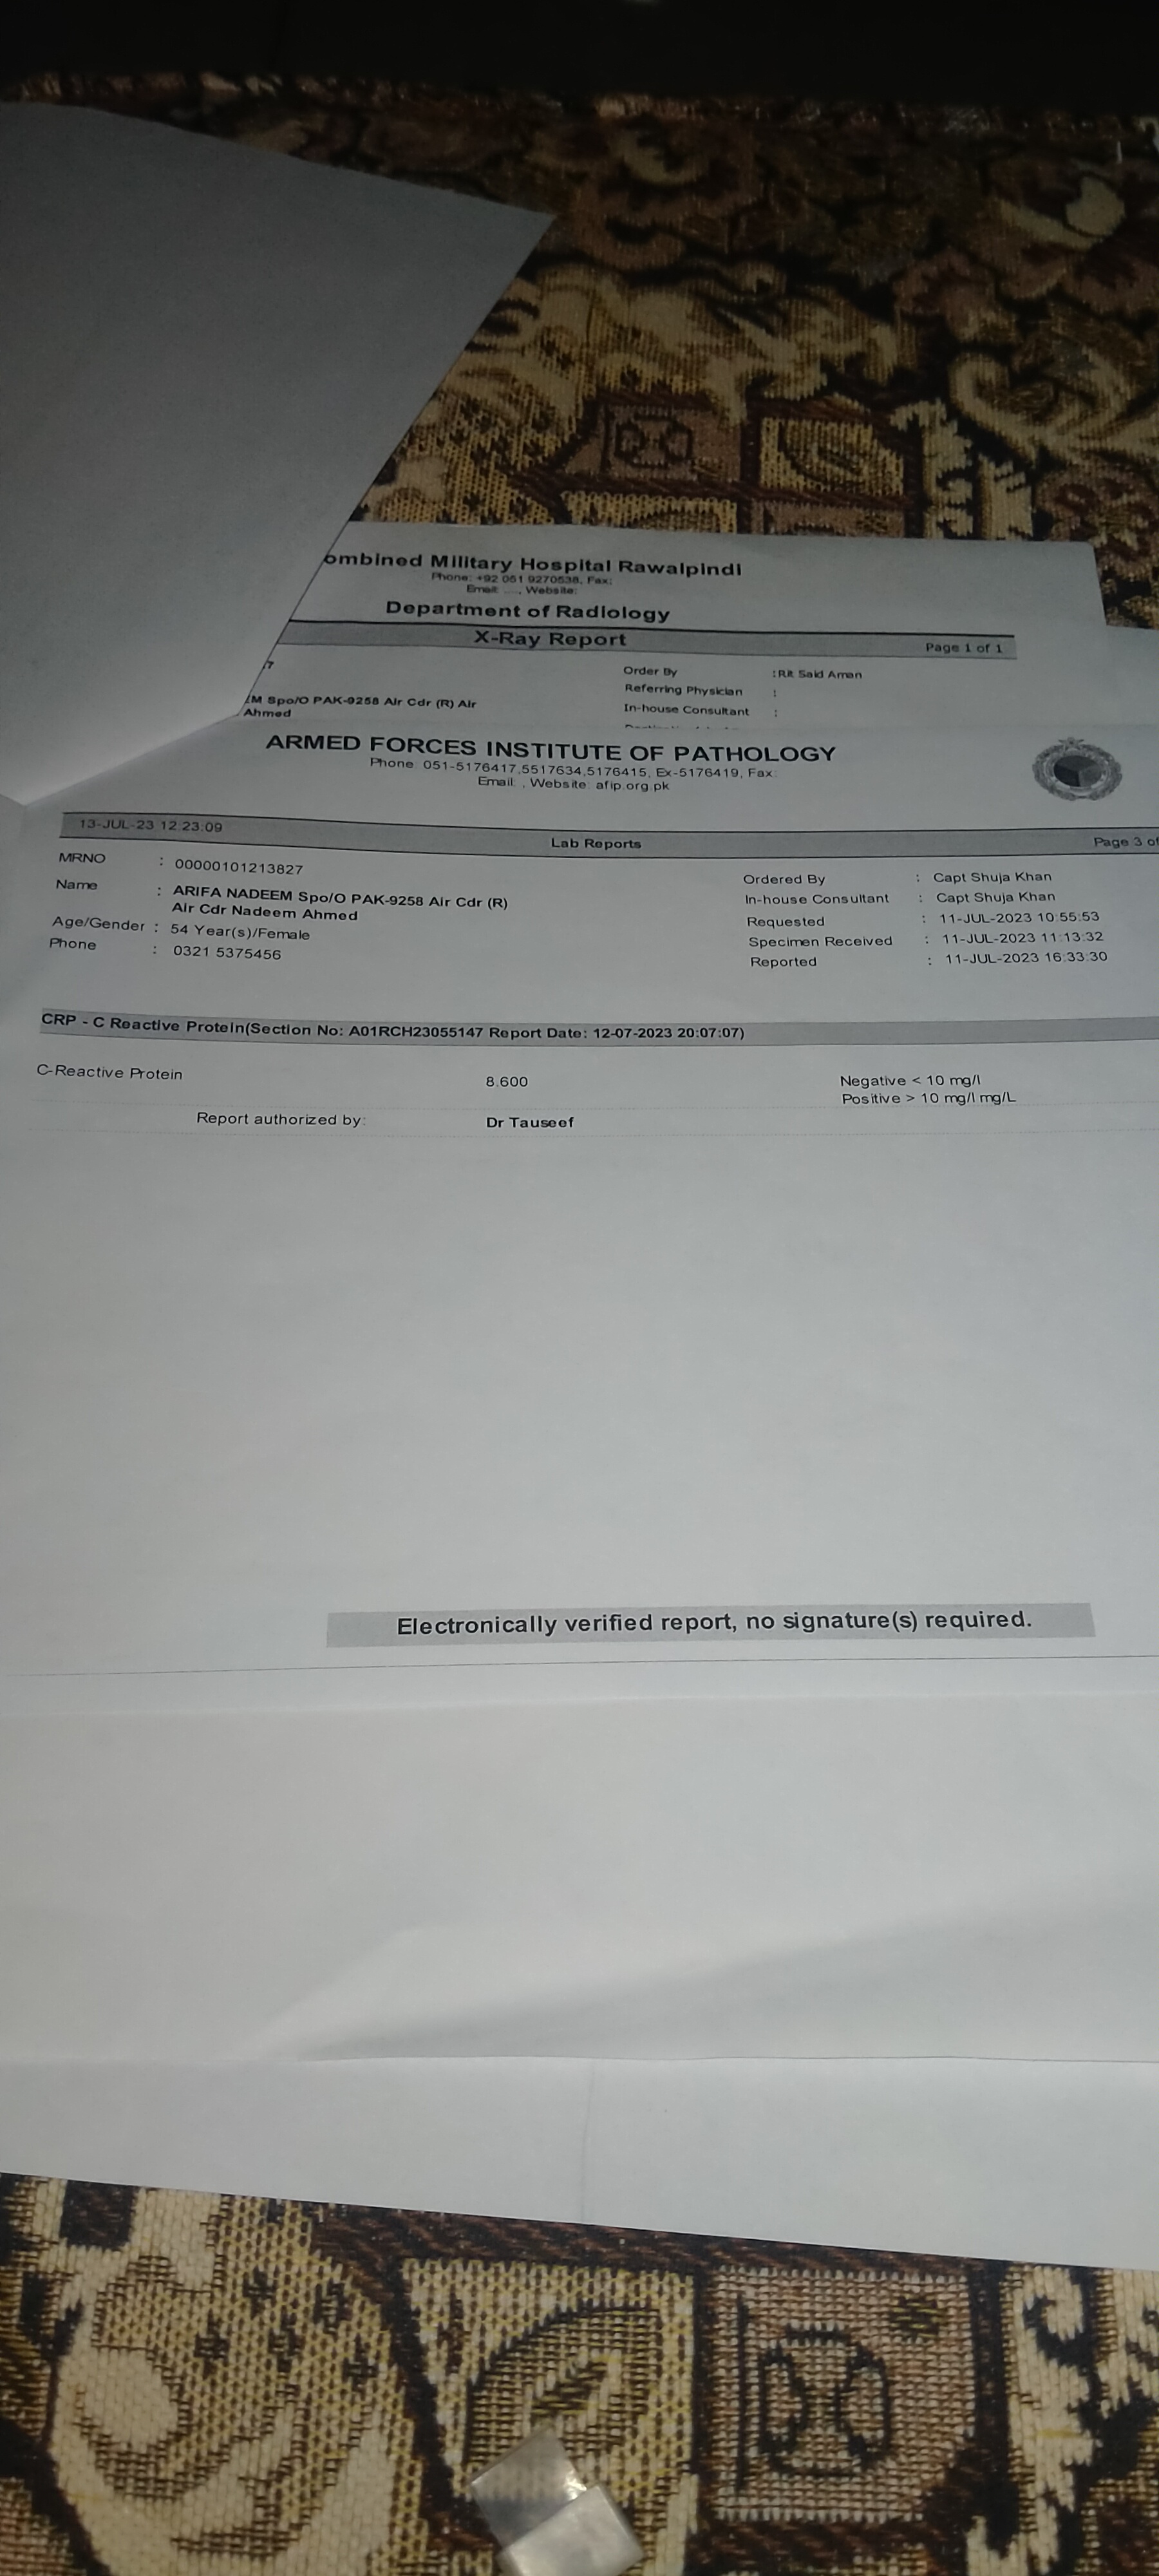 ombined Military Hospital Rawalpindi
Phone: +92 051 9270538, Fax:
Email: ...., Website:
Department of Radiology
X-Ray Report
Page 1 of 1
7
Order By : Rit Said Aman
Referring Physician :
EM Spo/O PAK-9258 Air Cdr (R) Air
Ahmed
In-house Consultant :
ARMED FORCES INSTITUTE OF PATHOLOGY
Phone: 051-5176417,5517634,5176415, Ex-5176419, Fax:
Email: , Website: afip.org.pk
13-JUL-23 12:23:09
Lab Reports
Page 3 of
MRNO : 00000101213827
Name : ARIFA NADEEM Spo/O PAK-9258 Air Cdr (R)
Air Cdr Nadeem Ahmed
Age/Gender : 54 Year(s)/Female
Phone : 0321 5375456
Ordered By : Capt Shuja Khan
In-house Consultant : Capt Shuja Khan
Requested : 11-JUL-2023 10:55:53
Specimen Received : 11-JUL-2023 11:13:32
Reported : 11-JUL-2023 16:33:30
CRP - C Reactive Protein(Section No: A01RCH23055147 Report Date: 12-07-2023 20:07:07)
C-Reactive Protein 8.600 Negative < 10 mg/l
Positive > 10 mg/l mg/L
Report authorized by: Dr Tauseef
Electronically verified report, no signature(s) required.